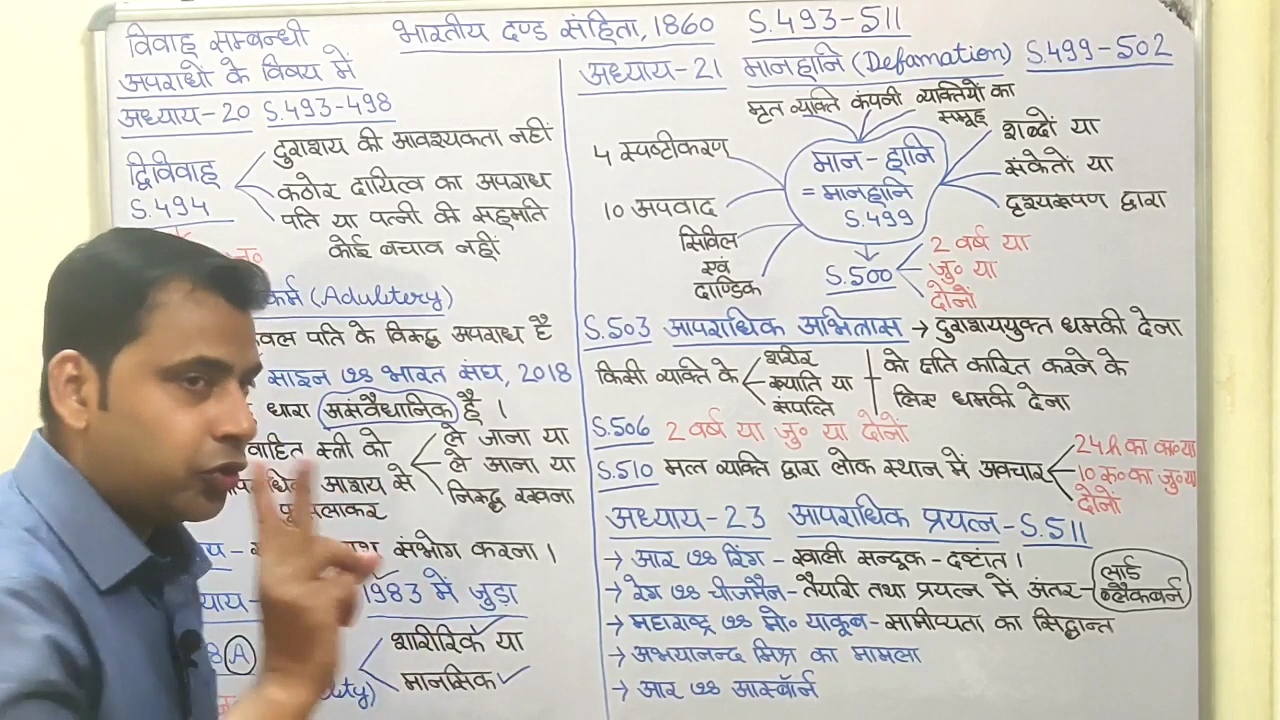 भारतीय दण्ड संहिता, 1860 S.493-511
विवाह सम्बन्धी
अपराधों के विषय में
अध्याय-20 S.493-498
द्विविवाह
S.494
दुराशय की आवश्यकता नहीं
कठोर दायित्व का अपराध
पति या पत्नी की सहमति
कोई बचाव नहीं
(Adultery)
पति के विरूद्ध अपराध है
साइन vs भारत संघ, 2018
धारा असंवैधानिक है ।
स्त्री को
आशय से
ले जाना या
ले जाना या
निरूद्ध रखना
संभोग करना ।
1983 में जुड़ा
A
शारीरिक या
मानसिक
अध्याय-21 मानहानि (Defamation) S.499-502
मृत व्यक्ति कंपनी व्यक्तियों का
समूह
4 स्पष्टीकरण
10 अपवाद
सिविल
एवं
दाण्डिक
मान-हानि
= मानहानि
S.499
शब्दों या
संकेतों या
दृश्यरूपण द्वारा
S.500
2 वर्ष या
जु० या
दोनों
S.503 आपराधिक अभित्रास → दुराशययुक्त धमकी देना
किसी व्यक्ति के
शरीर
ख्याति या
संपत्ति
को क्षति कारित करने के
लिए धमकी देना
S.506 2 वर्ष या जु० या दोनों
S.510 मत्त व्यक्ति द्वारा लोक स्थान में अवचार
24h का का०या
10 रू० का जु०या
दोनों
अध्याय-23 आपराधिक प्रयत्न-S.511
→ आर vs रिंग - खाली सन्दूक - दृष्टांत ।
→ रेग vs चीजमैन - तैयारी तथा प्रयत्न में अंतर - लार्ड ब्लैकबर्न
→ महाराष्ट्र vs मो० याकूब - सामीप्यता का सिद्धान्त
→ अभयानन्द मिश्र का मामला
→ आर vs आस्बॉर्न